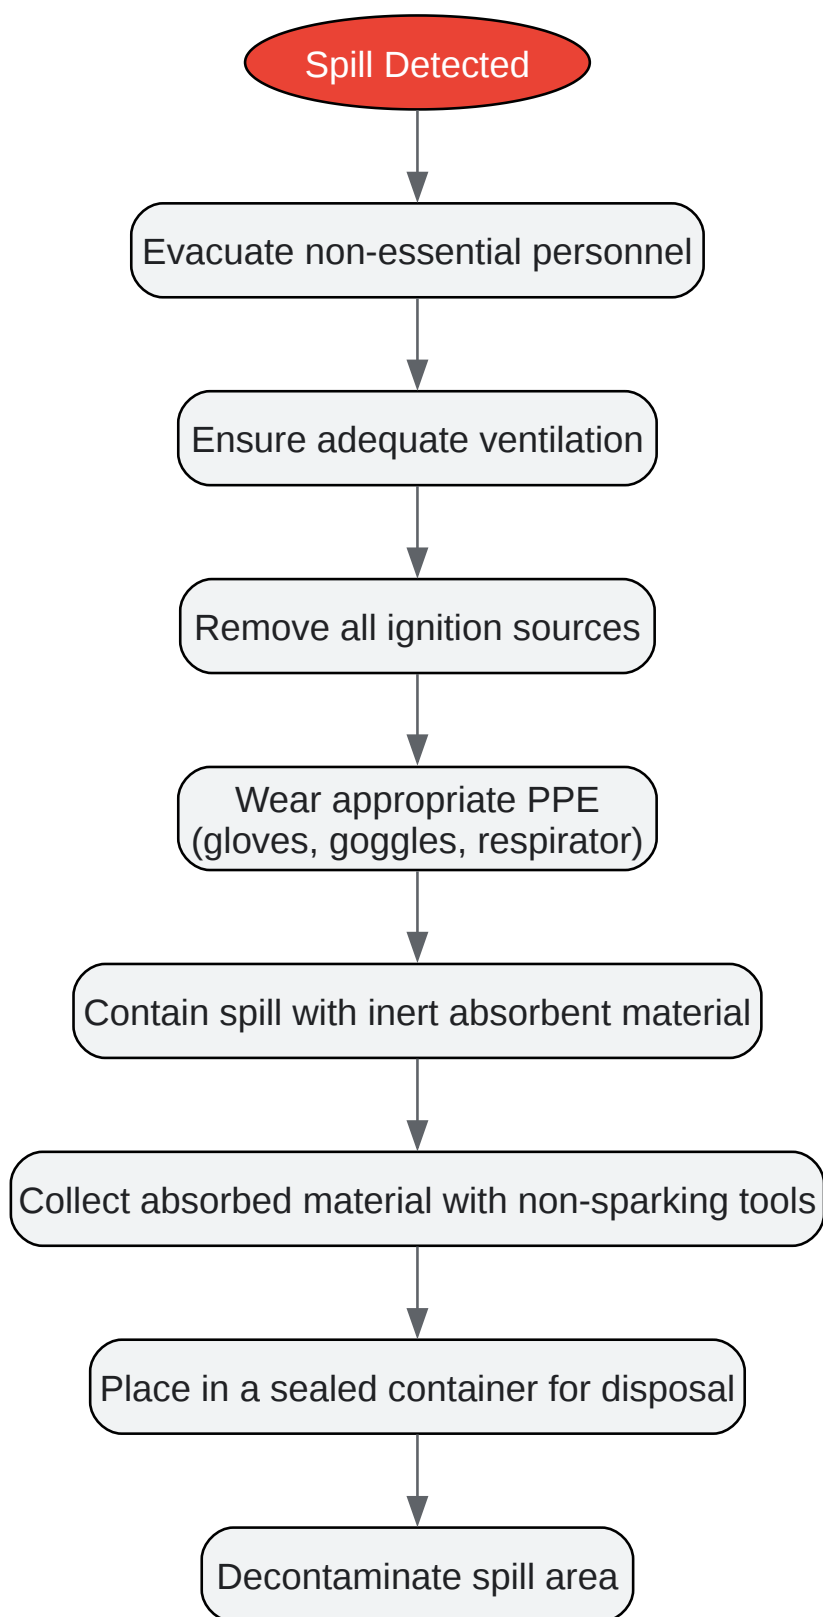 Spill Detected
Evacuate non-essential personnel
Ensure adequate ventilation
Remove all ignition sources
Wear appropriate PPE
(gloves, goggles, respirator)
Contain spill with inert absorbent material
Collect absorbed material with non-sparking tools
Place in a sealed container for disposal
Decontaminate spill area